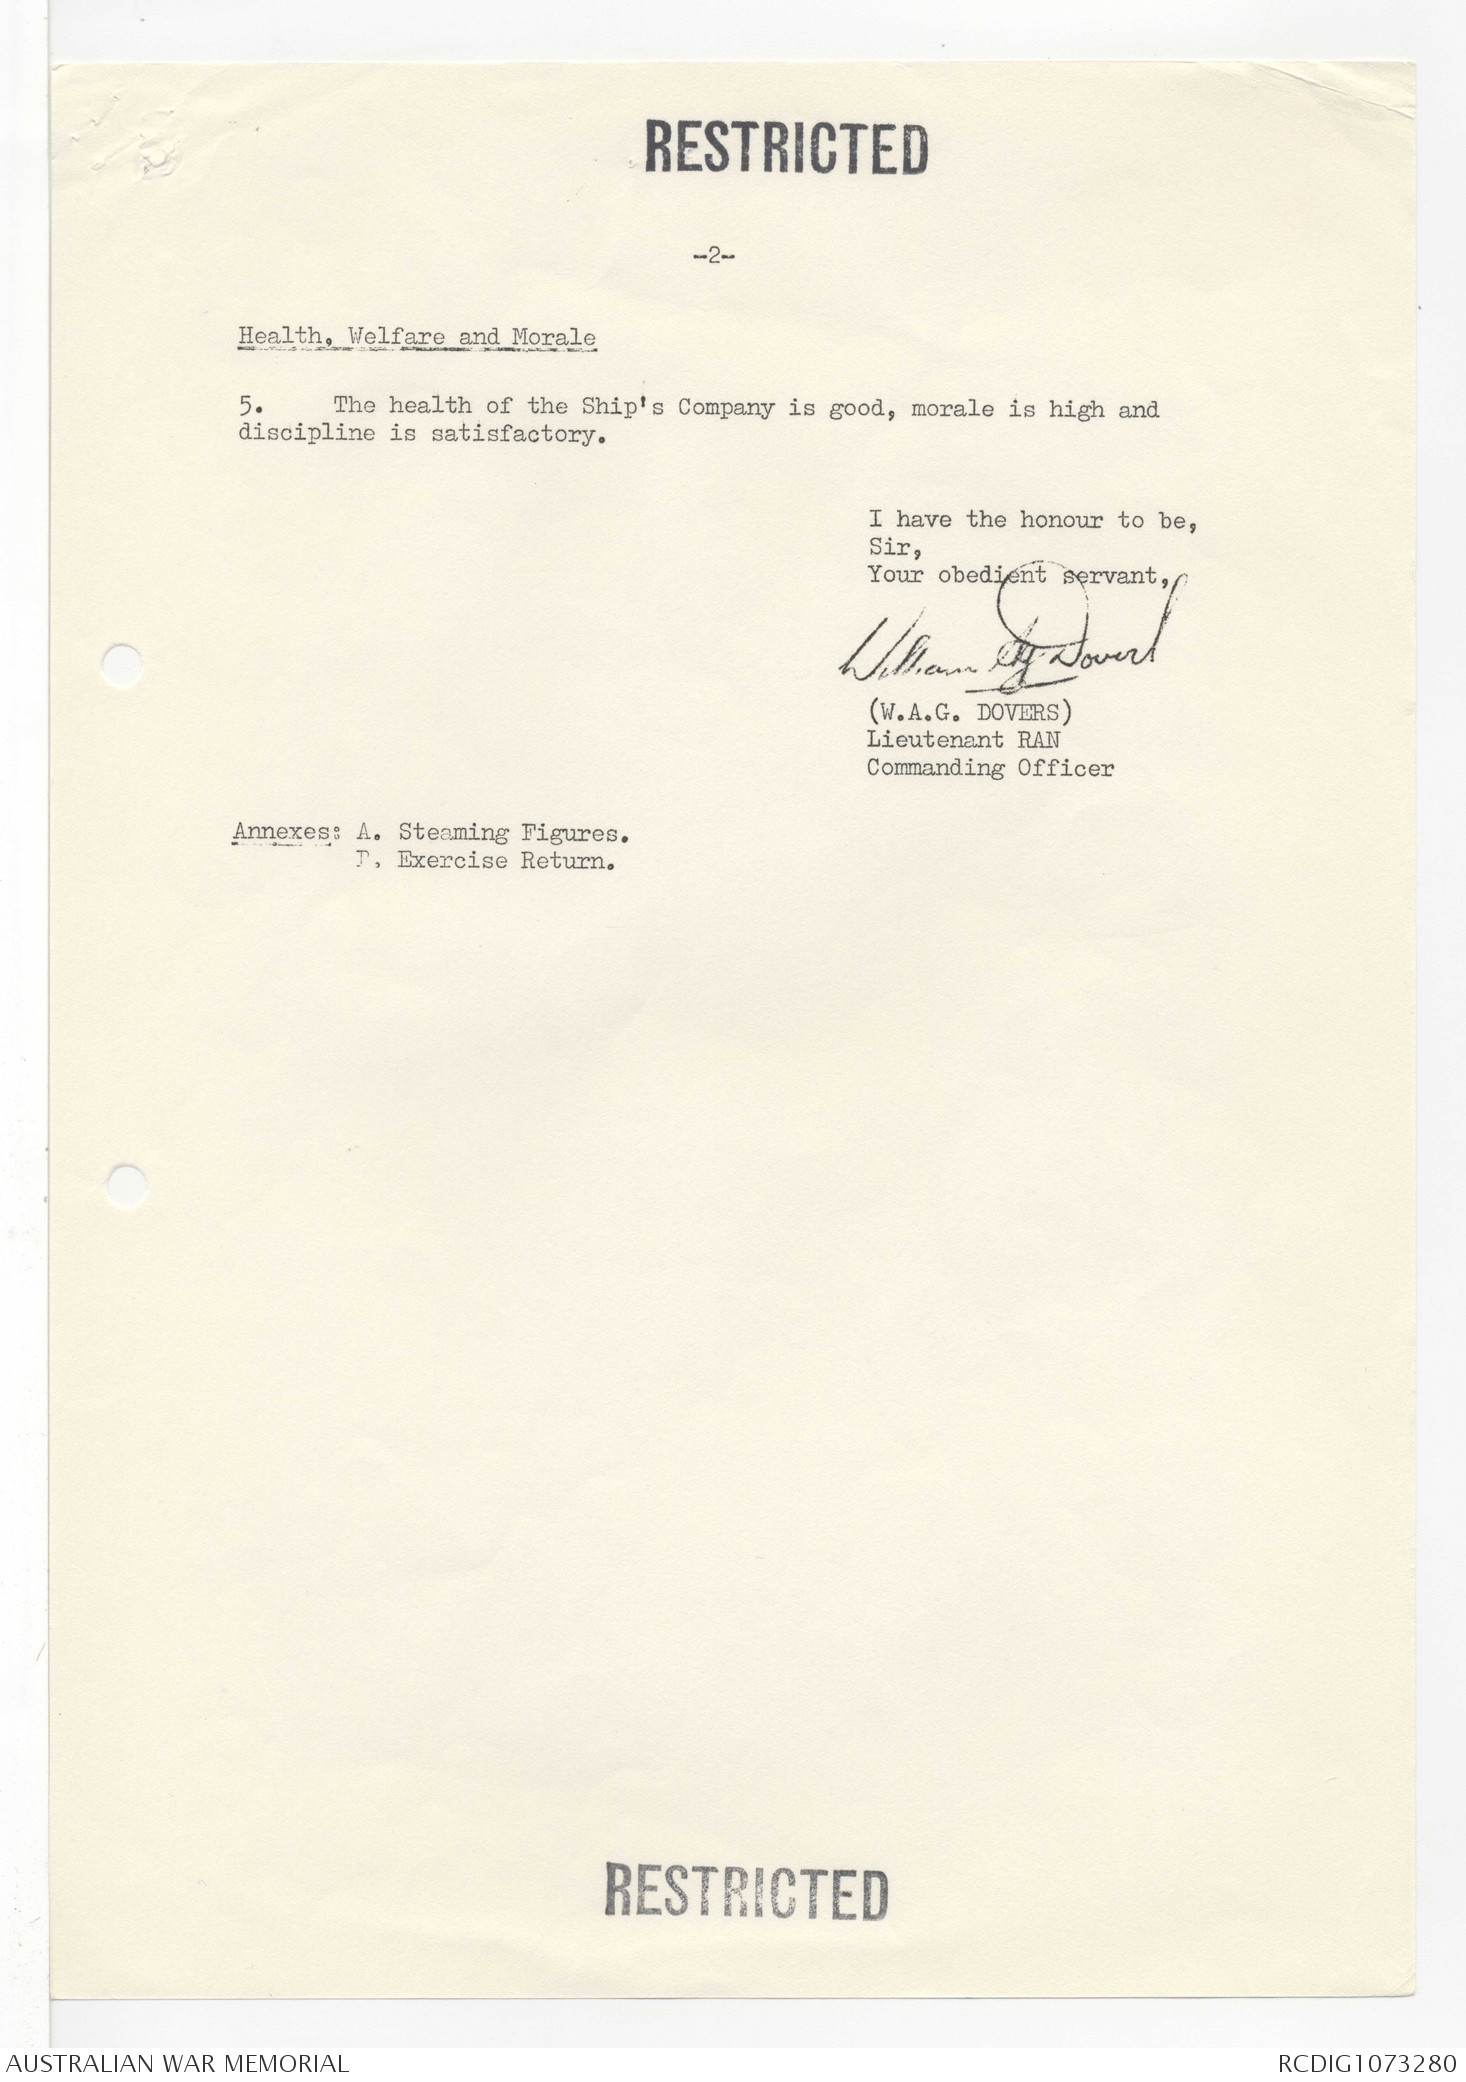 RESTRICTED
-2-
Health, Welfare and Morale
5. The health of the Ship's Company is good, morale is high and
discipline is satisfactory.
I have the honour to be,
Sir,
Your obedient servant,
William Dovers
(W.A.G. DOVERS)
Lieutenant RAN
Commanding Officer
Annexes: A. Steaming Figures.
B. Exercise Return.
RESTRICTED
AUSTRALIAN WAR MEMORIAL
RCDIG1073280